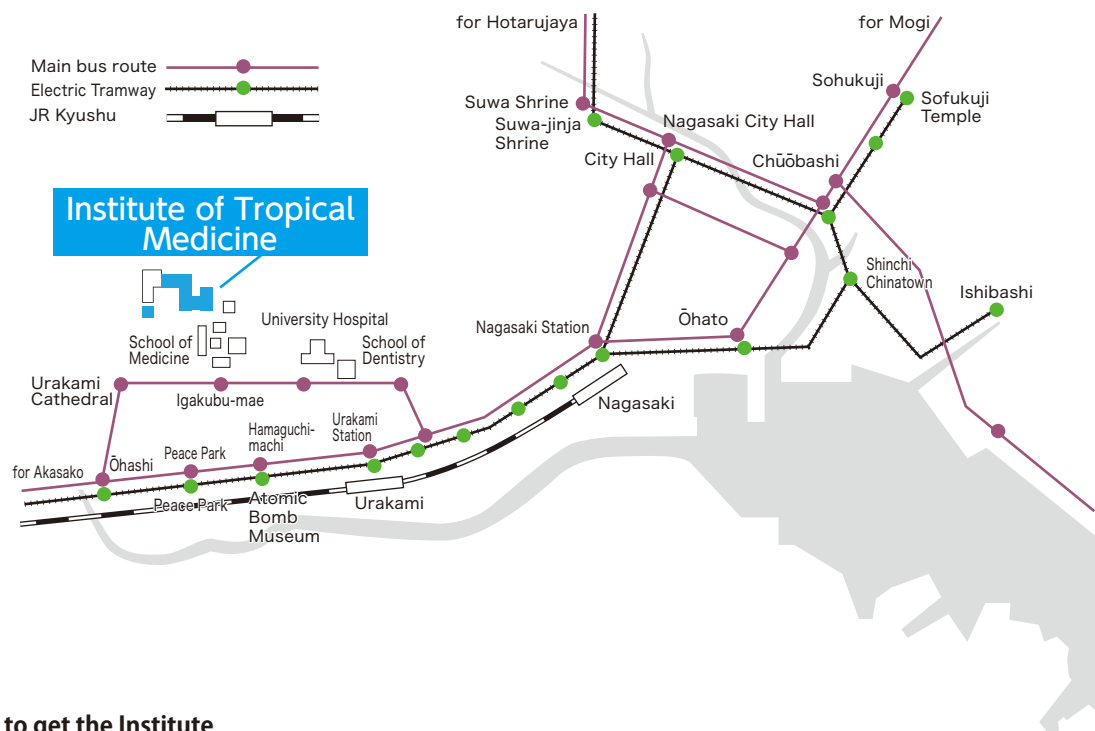 for Hotarujaya
for Mogi
Main bus route
Electric Tramway
JR Kyushu
Sohukuji
Sofukuji
Temple
Suwa Shrine
Suwa-jinja
Shrine
Nagasaki City Hall
City Hall
Chūōbashi
Institute of Tropical
Medicine
Shinchi
Chinatown
Ishibashi
University Hospital
School of
Medicine
School of
Dentistry
Nagasaki Station
Ōhato
Urakami
Cathedral
Igakubu-mae
Nagasaki
Urakami
Station
Hamaguchi-
machi
Peace Park
Ōhashi
for Akasako
Peace Park
Atomic
Bomb
Museum
Urakami
to get the Institute